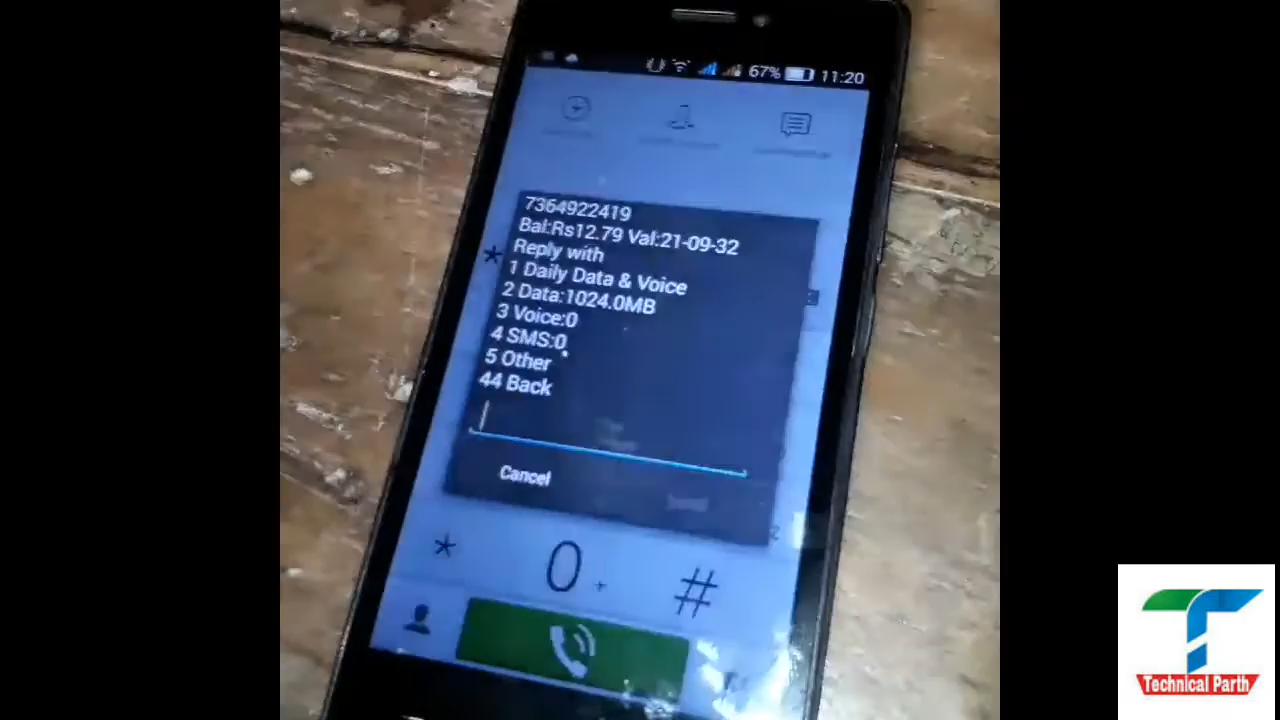 67% 11:20
7364922419
Bal:Rs12.79 Val:21-09-32
Reply with
1 Daily Data & Voice
2 Data:1024.0MB
3 Voice:0
4 SMS:0
5 Other
44 Back
Cancel
Send
* 0 + #
Technical Parth